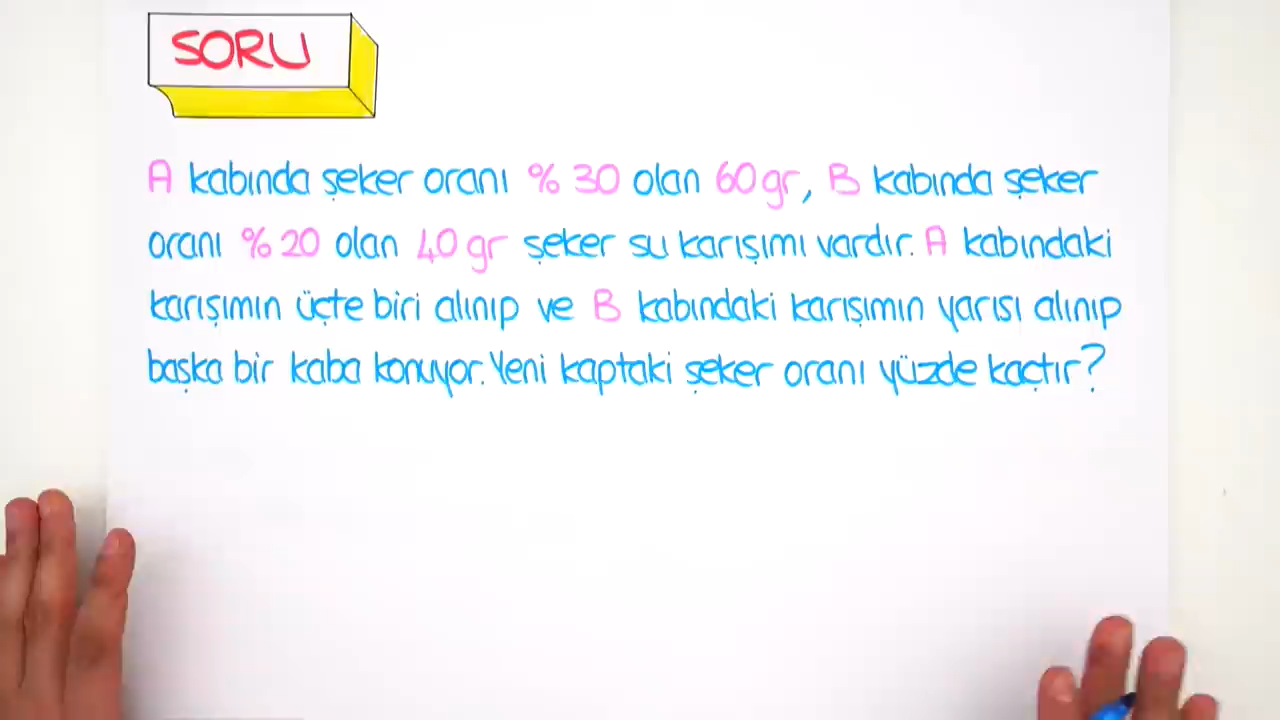 SORU
A kabında şeker oranı % 30 olan 60 gr, B kabında şeker
oranı % 20 olan 40 gr şeker su karışımı vardır. A kabındaki
karışımın üçte biri alınıp ve B kabındaki karışımın yarısı alınıp
başka bir kaba konuyor. Yeni kaptaki şeker oranı yüzde kaçtır?